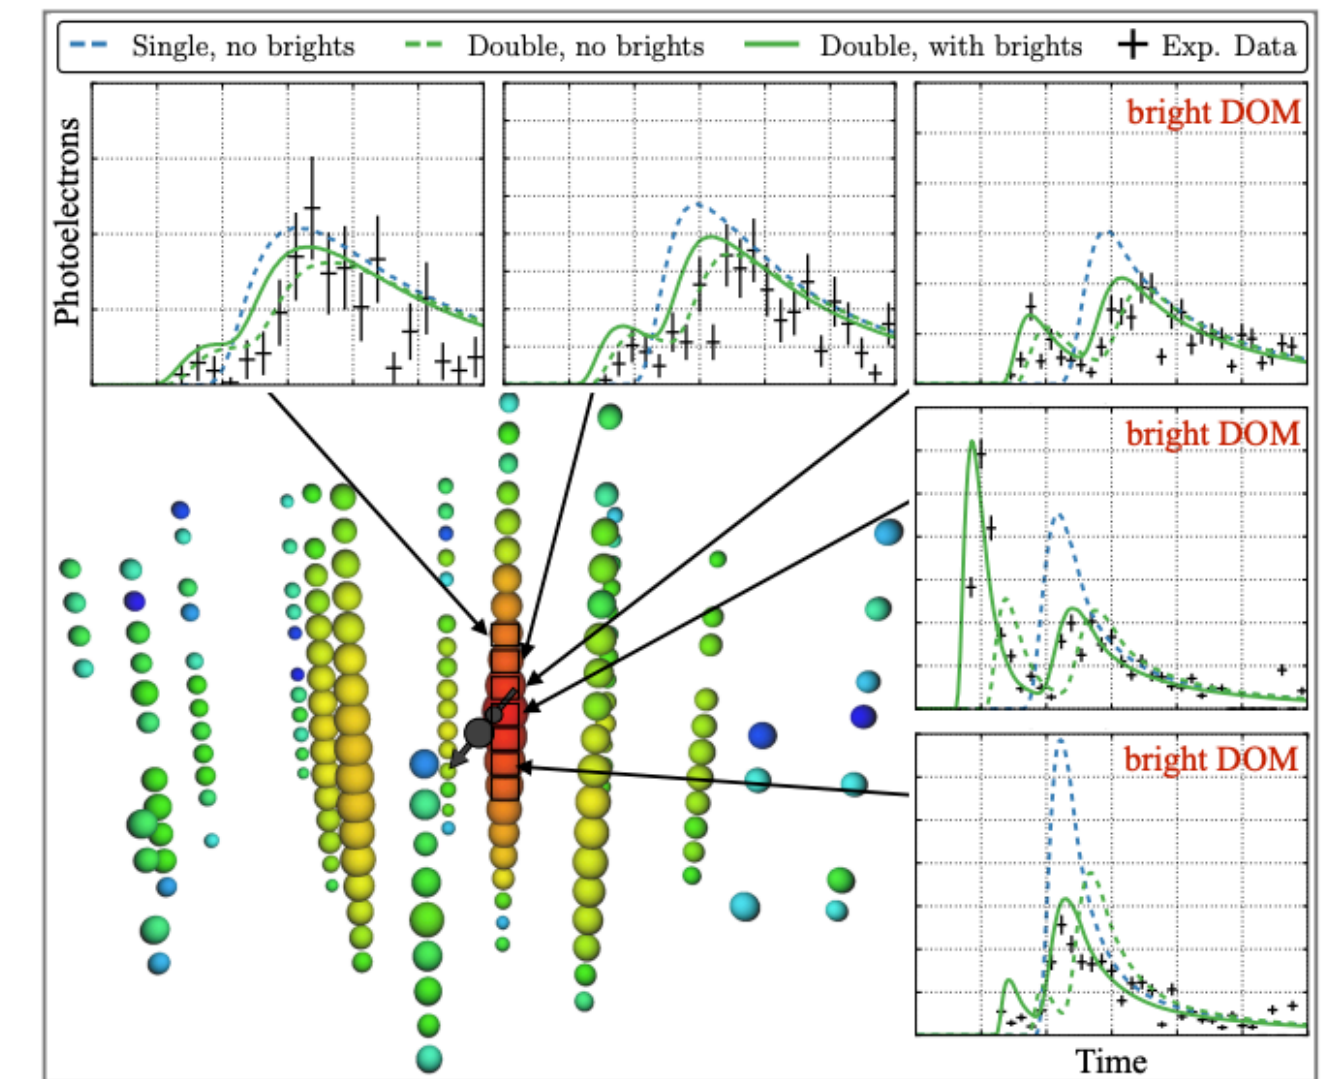 Single, no brights Double, no brights Double, with brights Exp. Data
Photoelectrons
bright DOM
bright DOM
bright DOM
Time